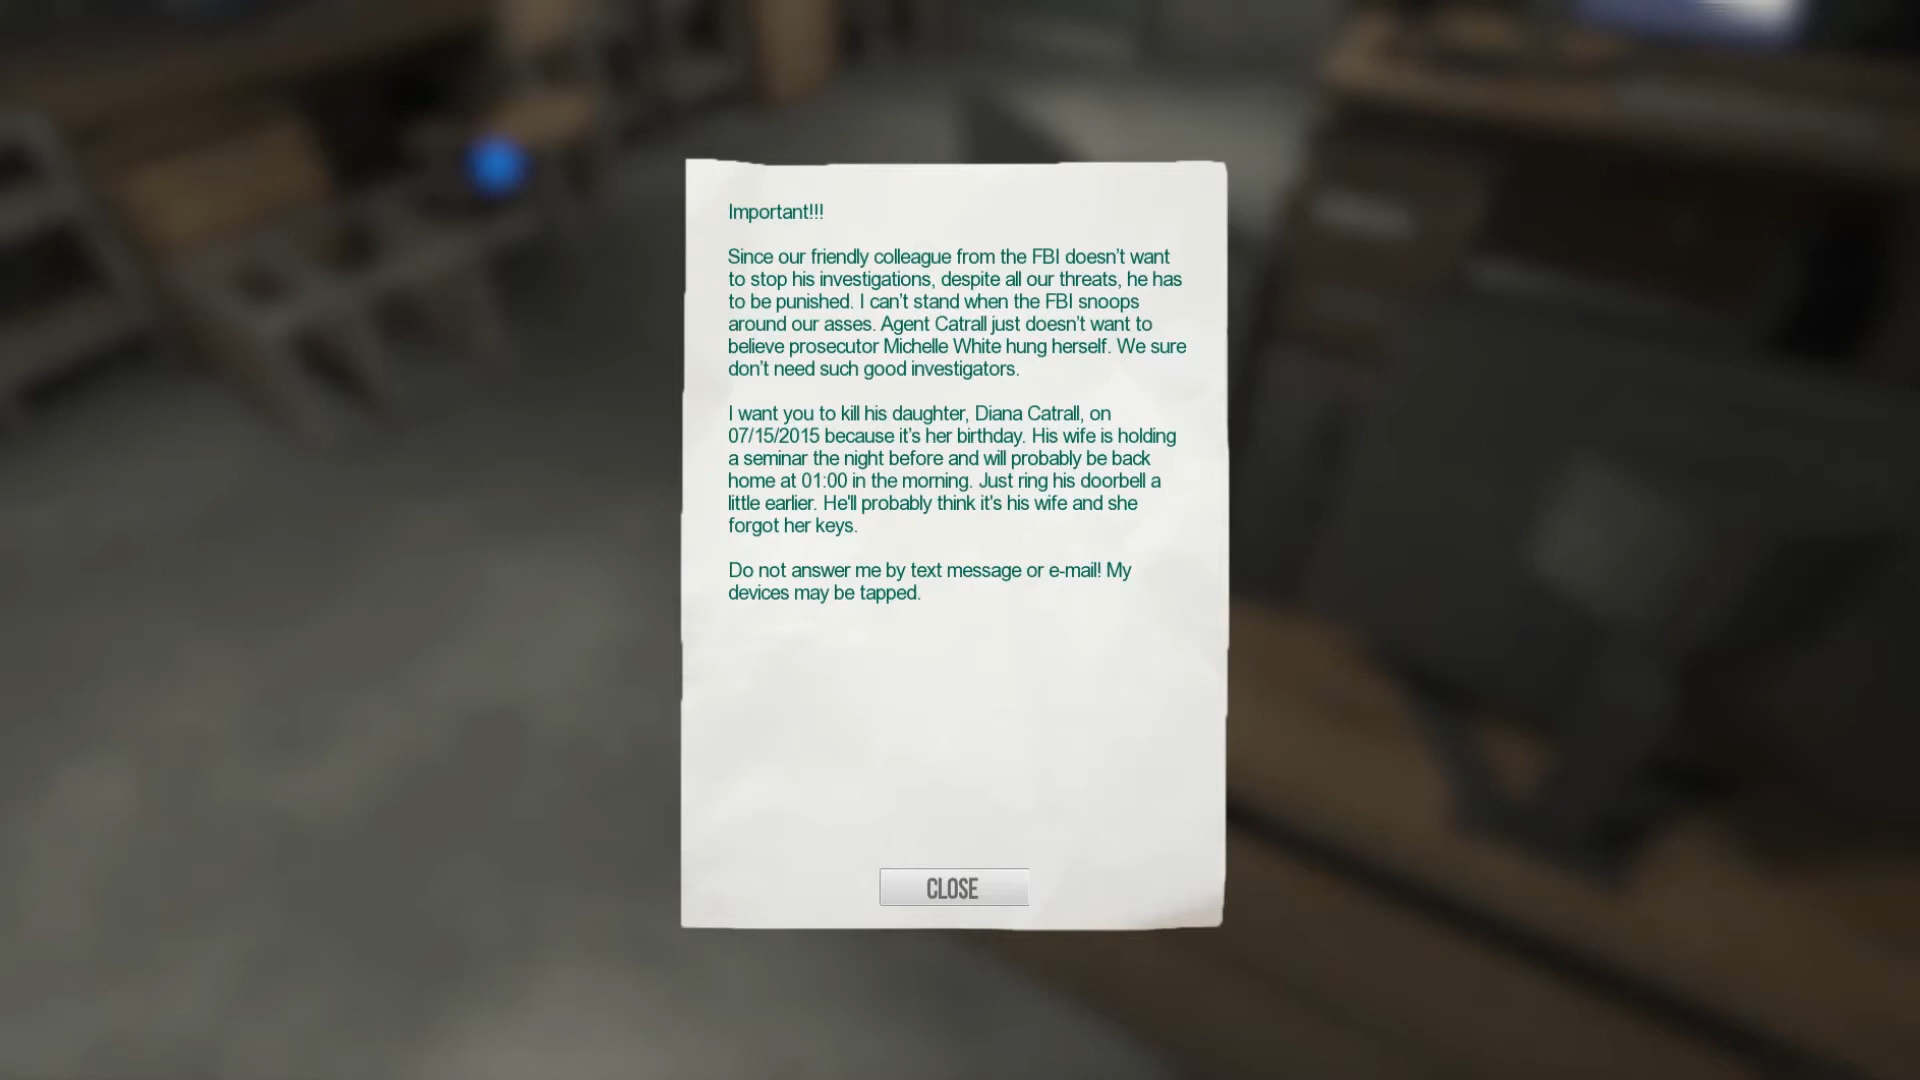 Important!!!
Since our friendly colleague from the FBI doesn't want
to stop his investigations, despite all our threats, he has
to be punished. I can't stand when the FBI snoops
around our asses. Agent Catrall just doesn't want to
believe prosecutor Michelle White hung herself. We sure
don't need such good investigators.
I want you to kill his daughter, Diana Catrall, on
07/15/2015 because it's her birthday. His wife is holding
a seminar the night before and will probably be back
home at 01:00 in the morning. Just ring his doorbell a
little earlier. He'll probably think it's his wife and she
forgot her keys.
Do not answer me by text message or e-mail! My
devices may be tapped.
CLOSE